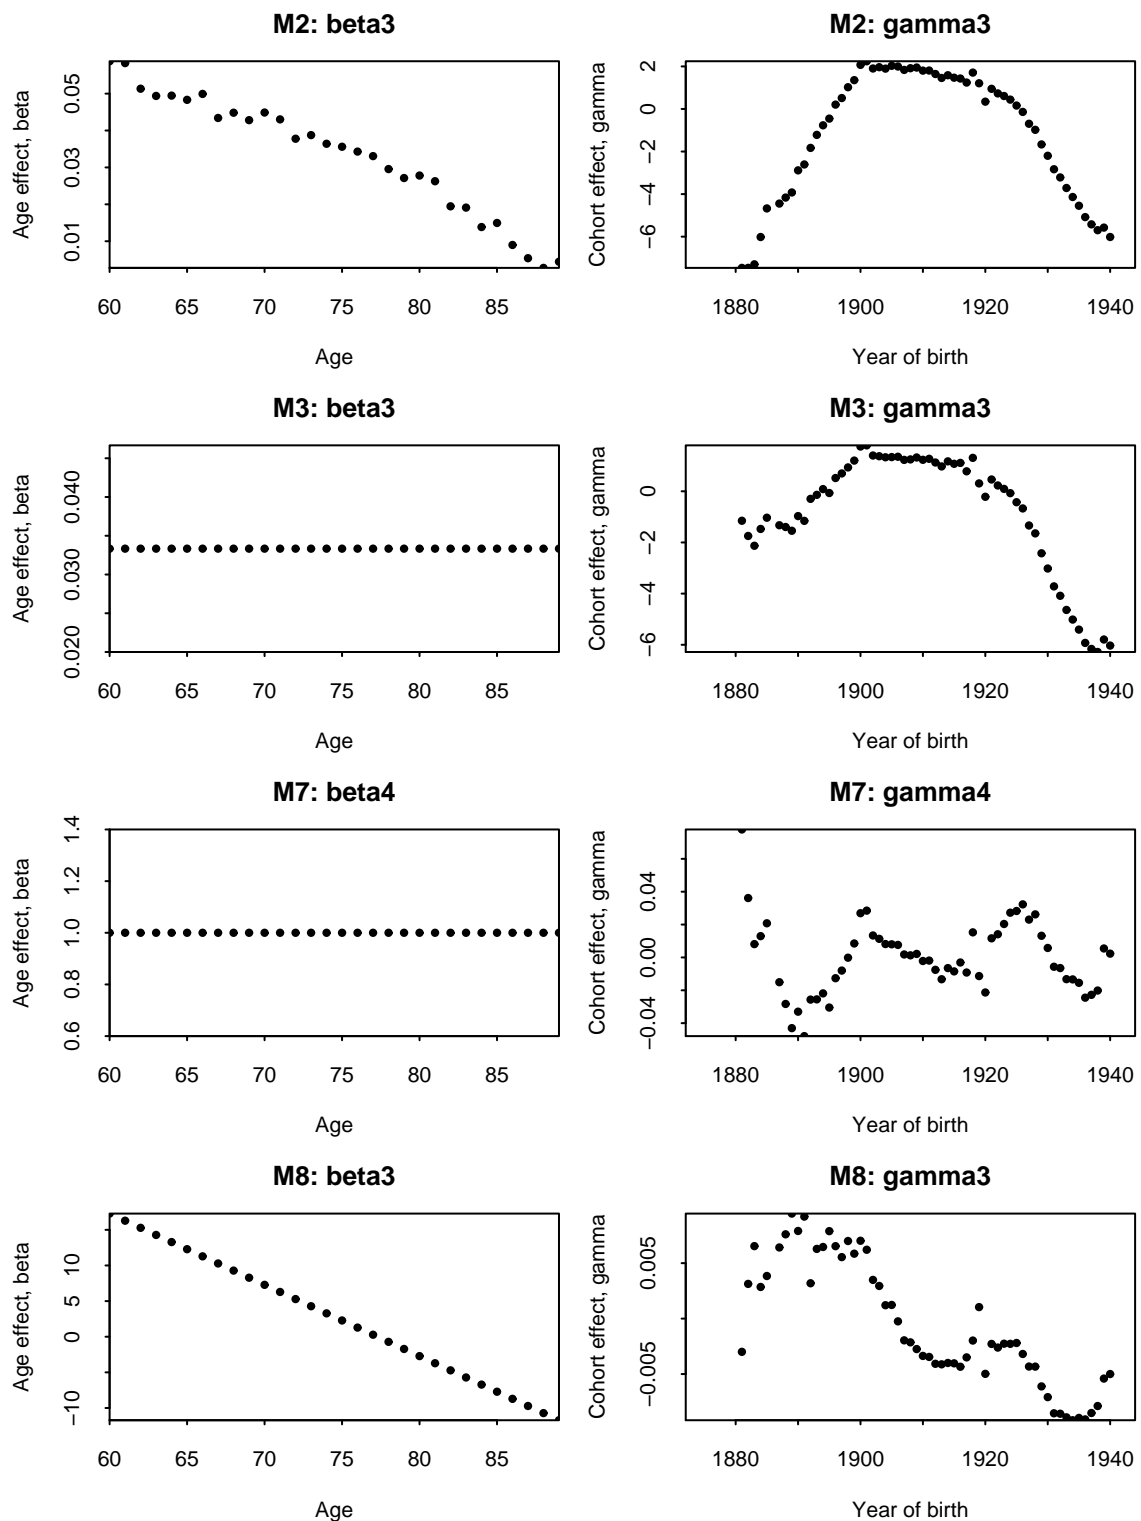 M2: beta3
M2: gamma3
Age effect, beta
0.01 0.03 0.05
60 65 70 75 80 85
Age
Cohort effect, gamma
−6 −4 −2 0 2
1880 1900 1920 1940
Year of birth
M3: beta3
M3: gamma3
Age effect, beta
0.020 0.030 0.040
60 65 70 75 80 85
Age
Cohort effect, gamma
−6 −4 −2 0
1880 1900 1920 1940
Year of birth
M7: beta4
M7: gamma4
Age effect, beta
0.6 0.8 1.0 1.2 1.4
60 65 70 75 80 85
Age
Cohort effect, gamma
−0.04 0.00 0.04
1880 1900 1920 1940
Year of birth
M8: beta3
M8: gamma3
Age effect, beta
−10 0 5 10
60 65 70 75 80 85
Age
Cohort effect, gamma
−0.005 0.005
1880 1900 1920 1940
Year of birth